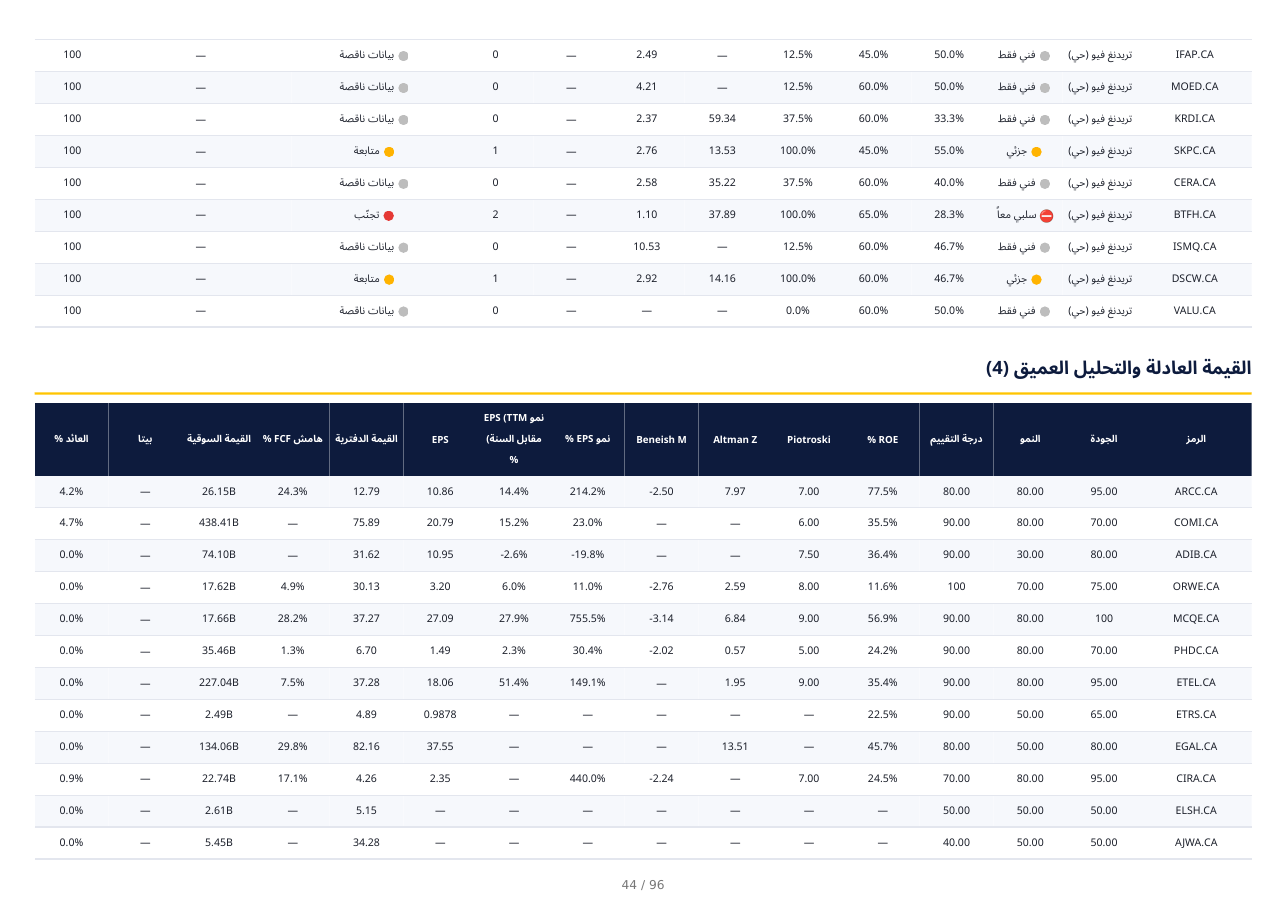 IFAP.CA تريدنغ فيو (حي) فني فقط 50.0% 45.0% 12.5% — 2.49 — 0 بيانات ناقصة — 100
MOED.CA تريدنغ فيو (حي) فني فقط 50.0% 60.0% 12.5% — 4.21 — 0 بيانات ناقصة — 100
KRDI.CA تريدنغ فيو (حي) فني فقط 33.3% 60.0% 37.5% 59.34 2.37 — 0 بيانات ناقصة — 100
SKPC.CA تريدنغ فيو (حي) جزئي 55.0% 45.0% 100.0% 13.53 2.76 — 1 متابعة — 100
CERA.CA تريدنغ فيو (حي) فني فقط 40.0% 60.0% 37.5% 35.22 2.58 — 0 بيانات ناقصة — 100
BTFH.CA تريدنغ فيو (حي) سلبي معاً 28.3% 65.0% 100.0% 37.89 1.10 — 2 تجنّب — 100
ISMQ.CA تريدنغ فيو (حي) فني فقط 46.7% 60.0% 12.5% — 10.53 — 0 بيانات ناقصة — 100
DSCW.CA تريدنغ فيو (حي) جزئي 46.7% 60.0% 100.0% 14.16 2.92 — 1 متابعة — 100
VALU.CA تريدنغ فيو (حي) فني فقط 50.0% 60.0% 0.0% — — — 0 بيانات ناقصة — 100
القيمة العادلة والتحليل العميق (4)
الرمز الجودة النمو درجة التقييم ROE % Piotroski Altman Z Beneish M نمو EPS % نمو EPS (TTM مقابل السنة) % EPS القيمة الدفترية هامش FCF % القيمة السوقية بيتا العائد %
ARCC.CA 95.00 80.00 80.00 77.5% 7.00 7.97 -2.50 214.2% 14.4% 10.86 12.79 24.3% 26.15B — 4.2%
COMI.CA 70.00 80.00 90.00 35.5% 6.00 — — 23.0% 15.2% 20.79 75.89 — 438.41B — 4.7%
ADIB.CA 80.00 30.00 90.00 36.4% 7.50 — — -19.8% -2.6% 10.95 31.62 — 74.10B — 0.0%
ORWE.CA 75.00 70.00 100 11.6% 8.00 2.59 -2.76 11.0% 6.0% 3.20 30.13 4.9% 17.62B — 0.0%
MCQE.CA 100 80.00 90.00 56.9% 9.00 6.84 -3.14 755.5% 27.9% 27.09 37.27 28.2% 17.66B — 0.0%
PHDC.CA 70.00 80.00 90.00 24.2% 5.00 0.57 -2.02 30.4% 2.3% 1.49 6.70 1.3% 35.46B — 0.0%
ETEL.CA 95.00 80.00 90.00 35.4% 9.00 1.95 — 149.1% 51.4% 18.06 37.28 7.5% 227.04B — 0.0%
ETRS.CA 65.00 50.00 90.00 22.5% — — — — — 0.9878 4.89 — 2.49B — 0.0%
EGAL.CA 80.00 50.00 80.00 45.7% — 13.51 — — — 37.55 82.16 29.8% 134.06B — 0.0%
CIRA.CA 95.00 80.00 70.00 24.5% 7.00 — -2.24 440.0% — 2.35 4.26 17.1% 22.74B — 0.9%
ELSH.CA 50.00 50.00 50.00 — — — — — — — 5.15 — 2.61B — 0.0%
AJWA.CA 50.00 50.00 40.00 — — — — — — — 34.28 — 5.45B — 0.0%
44 / 96